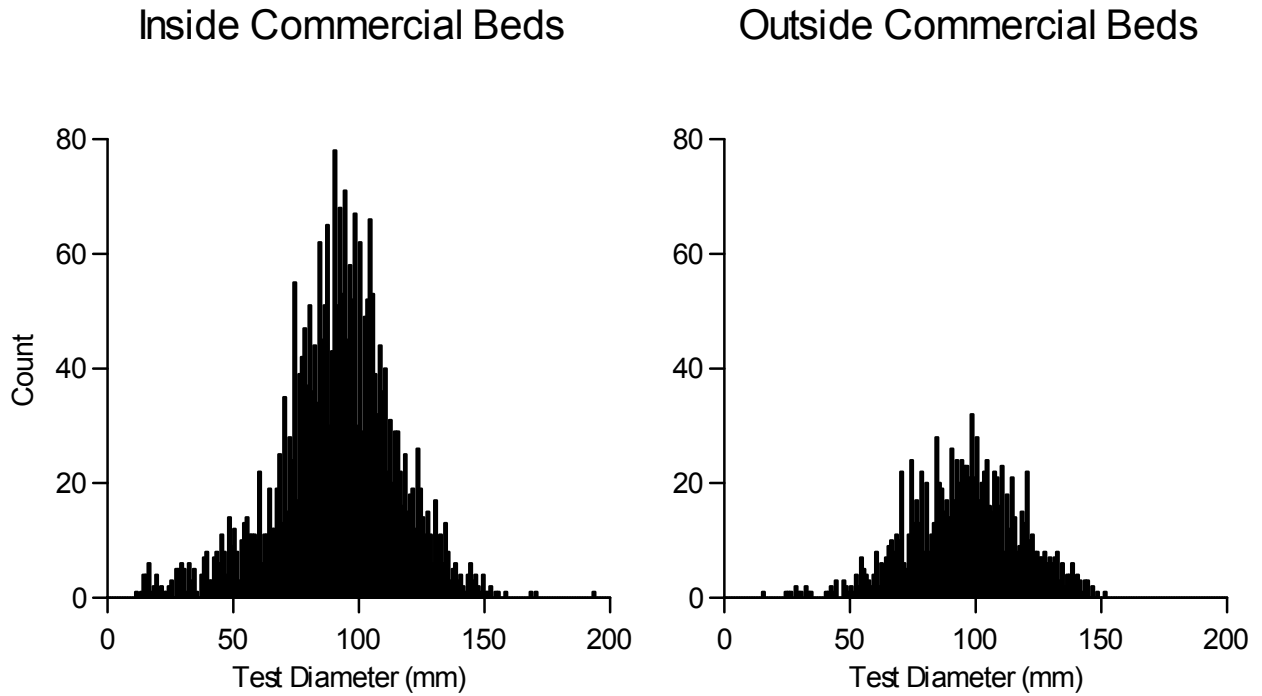 Inside Commercial Beds
Outside Commercial Beds
80
60
40
20
0
Count
0 50 100 150 200
Test Diameter (mm)
80
60
40
20
0
0 50 100 150 200
Test Diameter (mm)